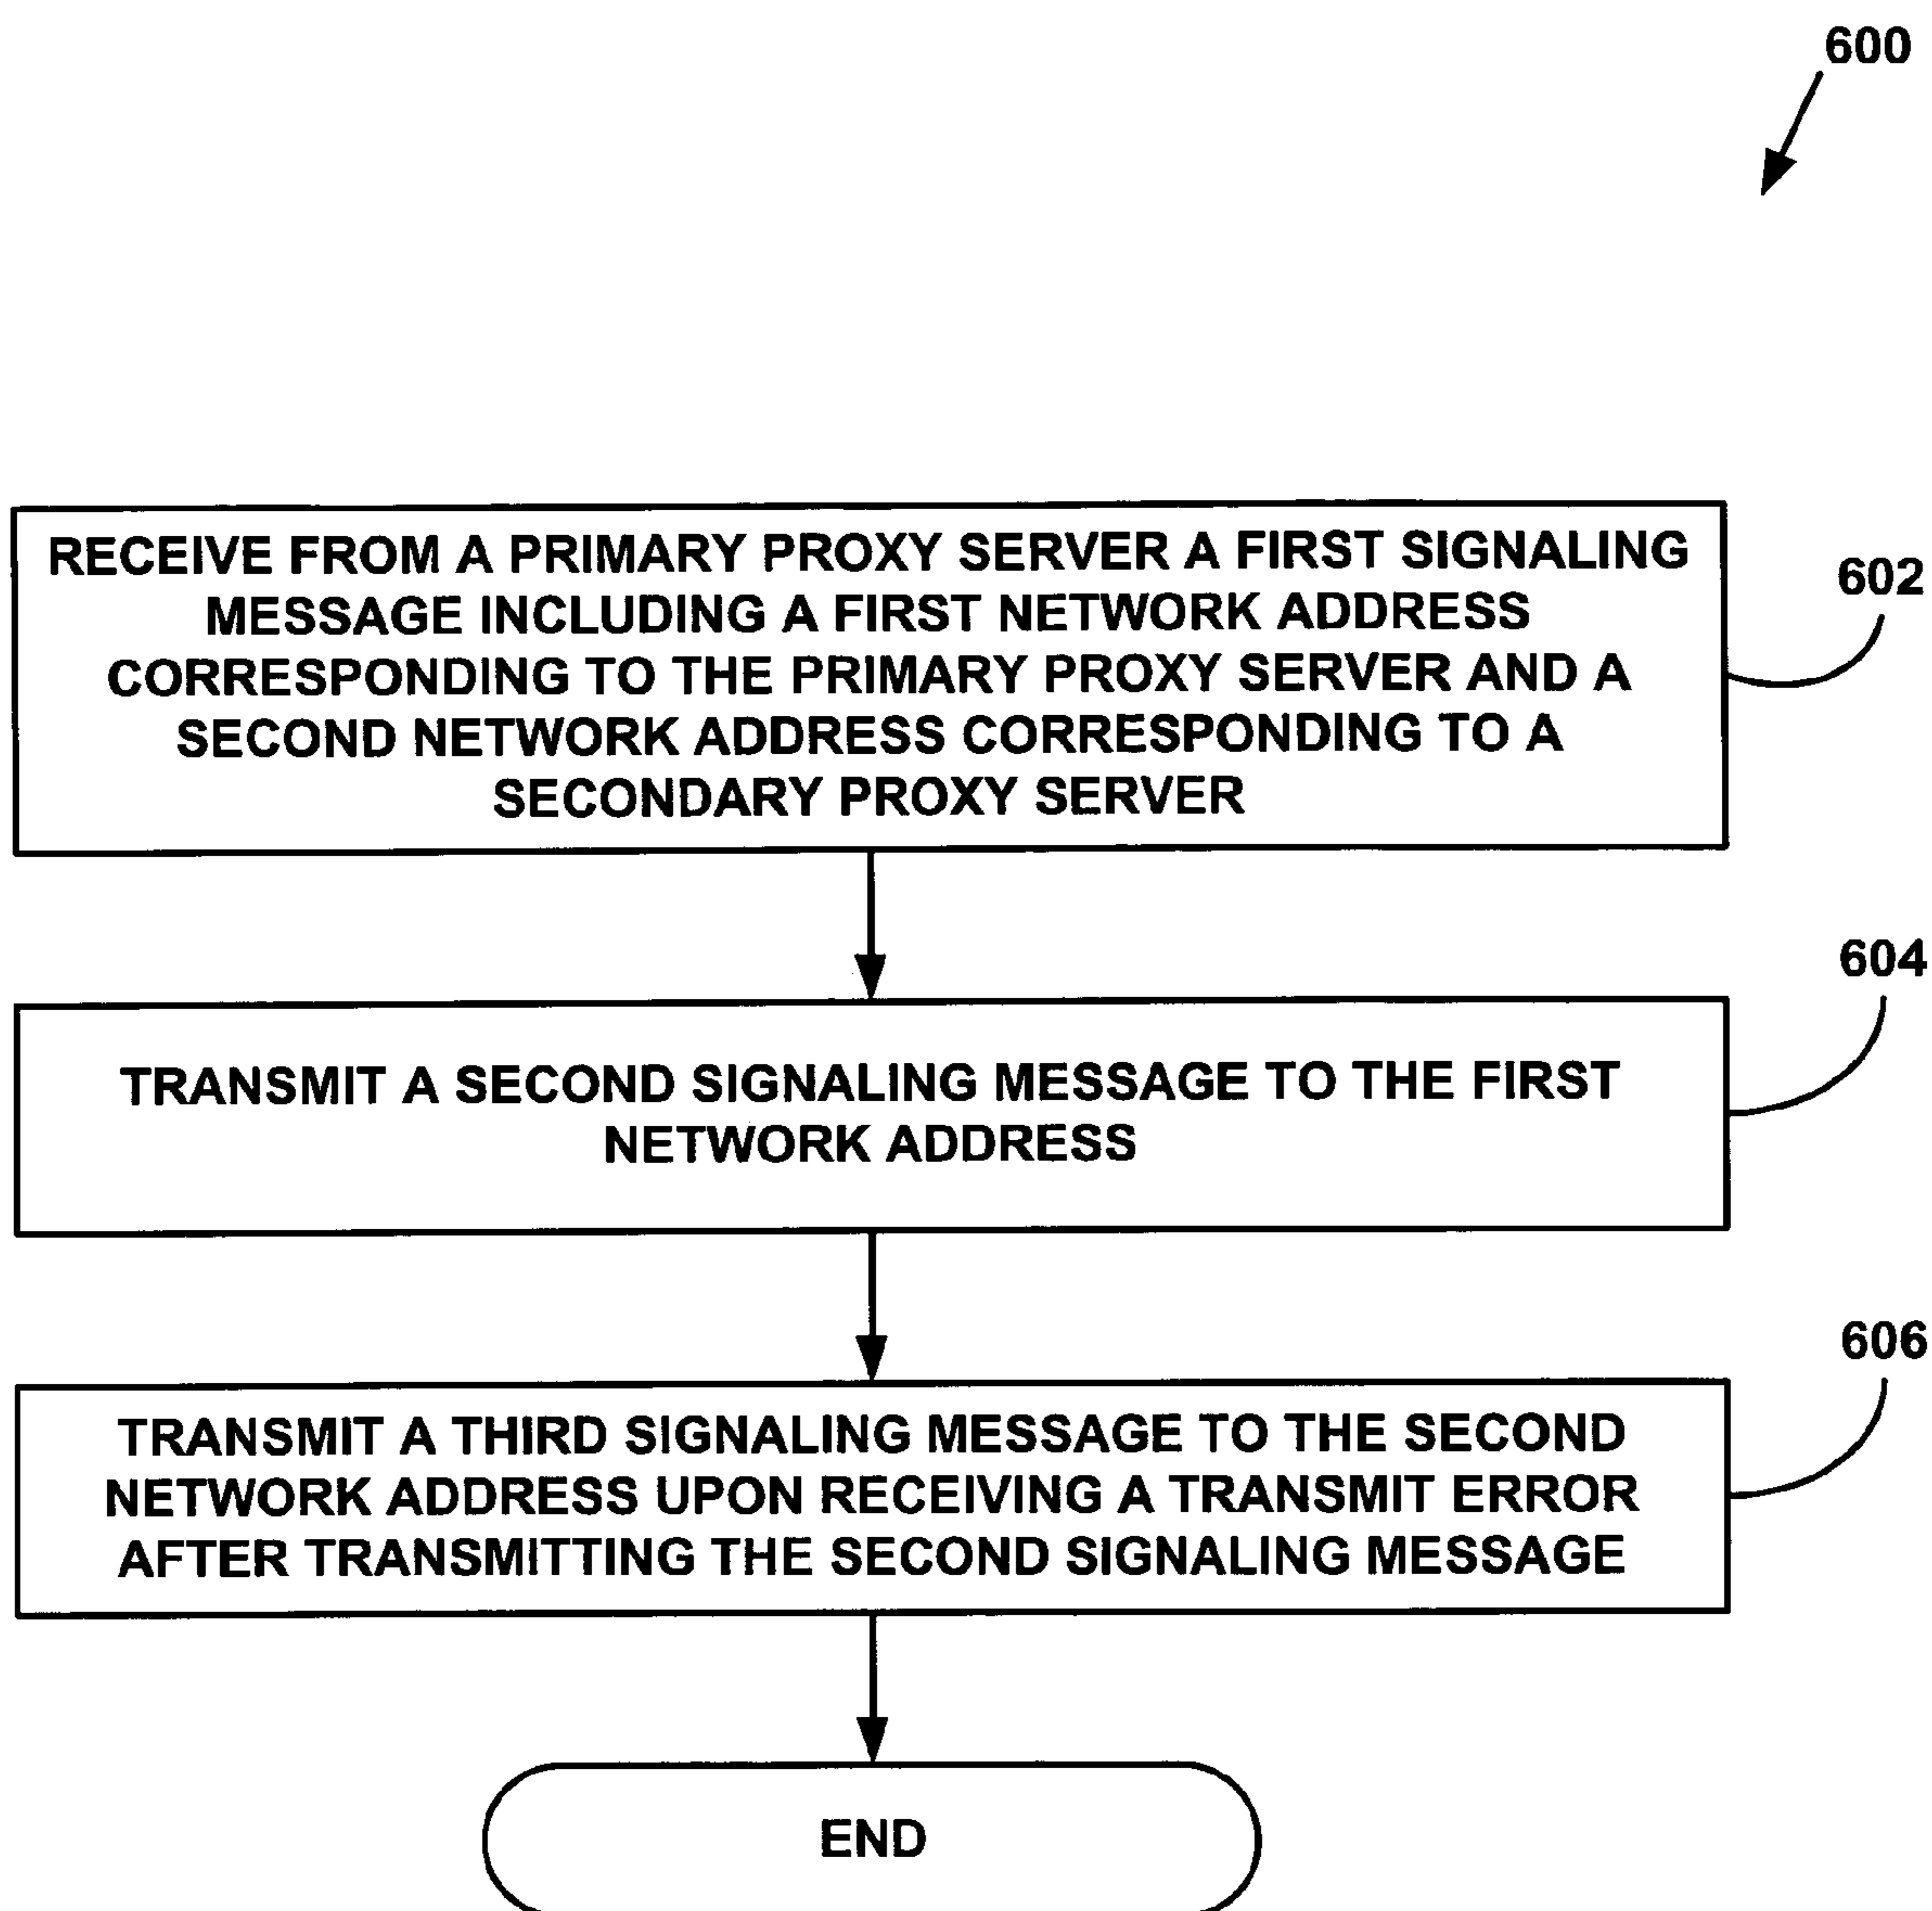 600
RECEIVE FROM A PRIMARY PROXY SERVER A FIRST SIGNALING
MESSAGE INCLUDING A FIRST NETWORK ADDRESS
CORRESPONDING TO THE PRIMARY PROXY SERVER AND A
SECOND NETWORK ADDRESS CORRESPONDING TO A
SECONDARY PROXY SERVER
602
TRANSMIT A SECOND SIGNALING MESSAGE TO THE FIRST
NETWORK ADDRESS
604
TRANSMIT A THIRD SIGNALING MESSAGE TO THE SECOND
NETWORK ADDRESS UPON RECEIVING A TRANSMIT ERROR
AFTER TRANSMITTING THE SECOND SIGNALING MESSAGE
606
END